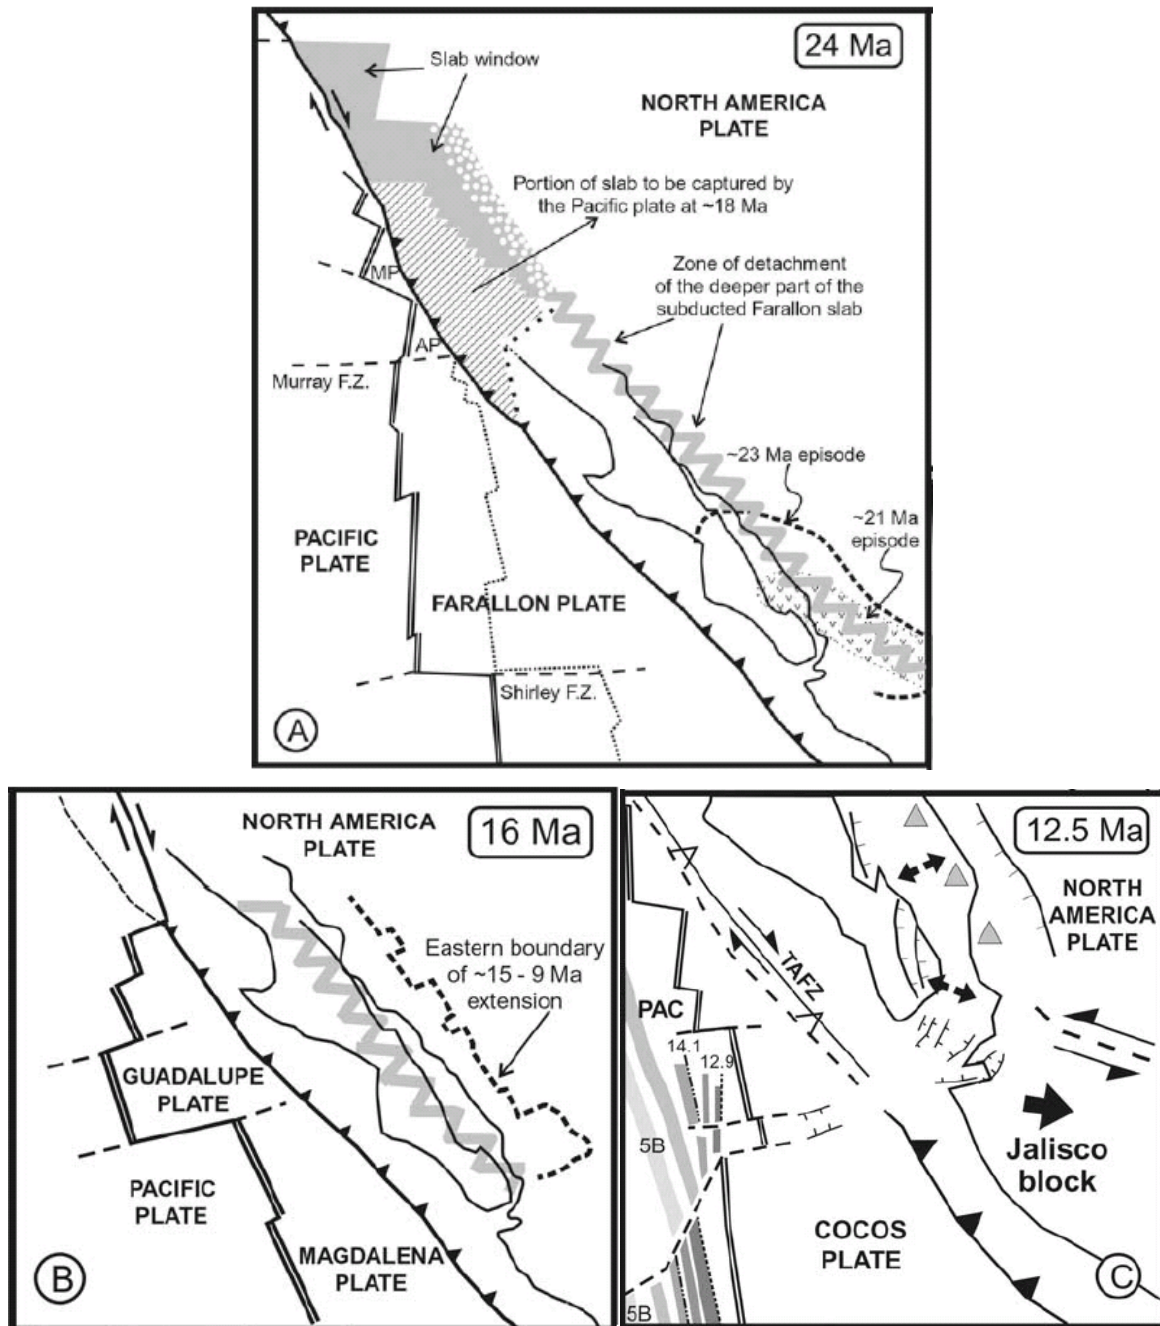 24 Ma
Slab window
NORTH AMERICA
PLATE
Portion of slab to be captured by
the Pacific plate at ~18 Ma
Zone of detachment
of the deeper part of the
subducted Farallon slab
MP
AP
Murray F.Z.
~23 Ma episode
~21 Ma
episode
PACIFIC
PLATE
FARALLON PLATE
Shirley F.Z.
A
16 Ma
NORTH AMERICA
PLATE
Eastern boundary
of ~15 - 9 Ma
extension
GUADALUPE
PLATE
PACIFIC
PLATE
MAGDALENA
PLATE
B
12.5 Ma
NORTH
AMERICA
PLATE
TAFZ
PAC
14.1
12.9
5B
Jalisco
block
COCOS
PLATE
5B
C